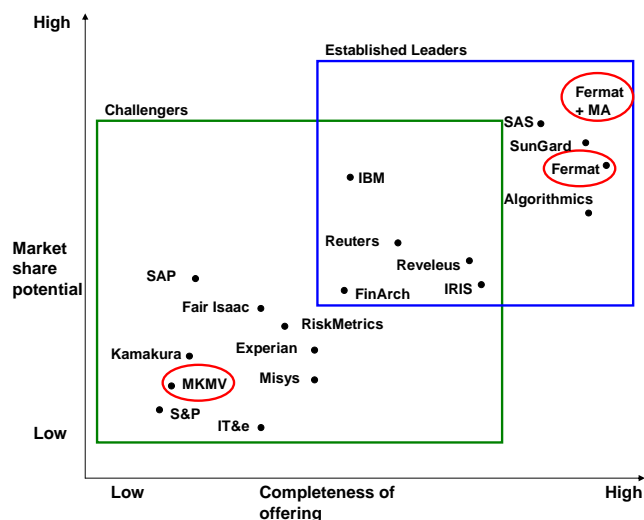 High
Established Leaders
Fermat
+ MA
Challengers
SAS
SunGard
IBM
Fermat
Algorithmics
Reuters
Market
share
potential
Reveleus
SAP
FinArch
IRIS
Fair Isaac
RiskMetrics
Experian
Kamakura
Misys
MKMV
S&P
IT&e
Low
Low
Completeness of
offering
High